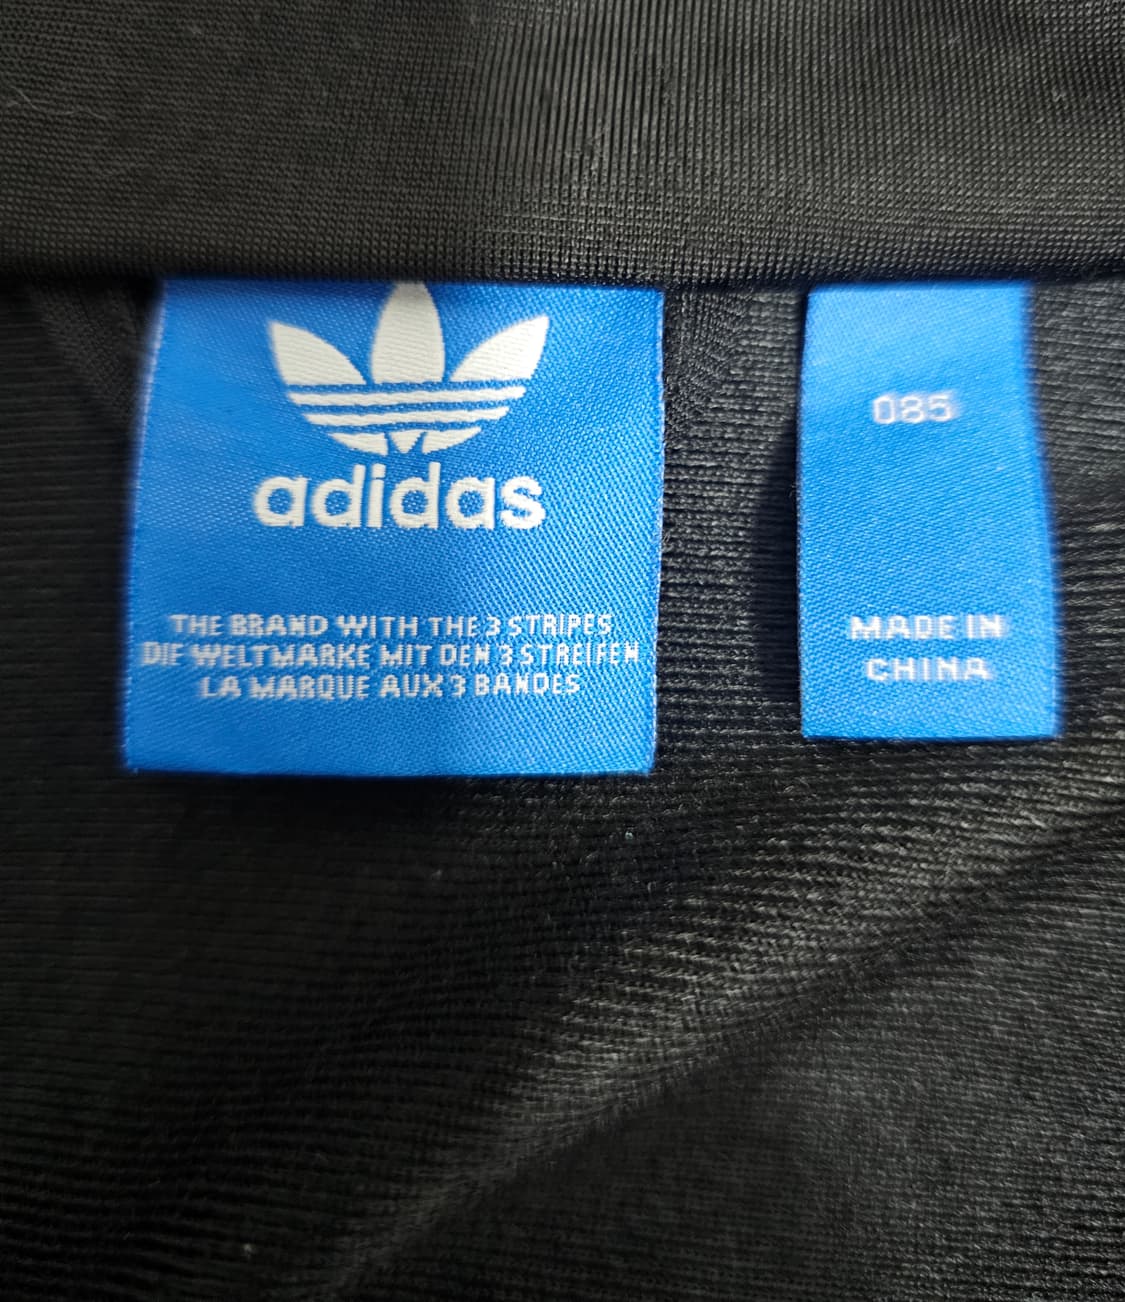 adidas
THE BRAND WITH THE 3 STRIPES
DIE WELTMARKE MIT DEN 3 STREIFEN
LA MARQUE AUX 3 BANDES
085
MADE IN
CHINA